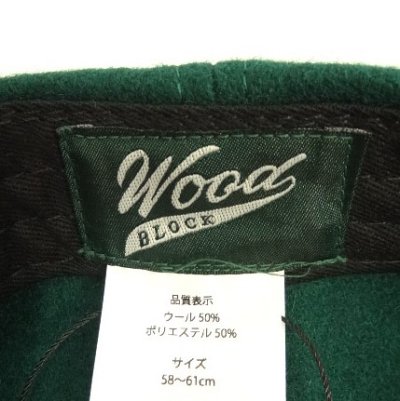 Wood
BLOCK
品質表示
ウール 50%
ポリエステル 50%
サイズ
58～61cm